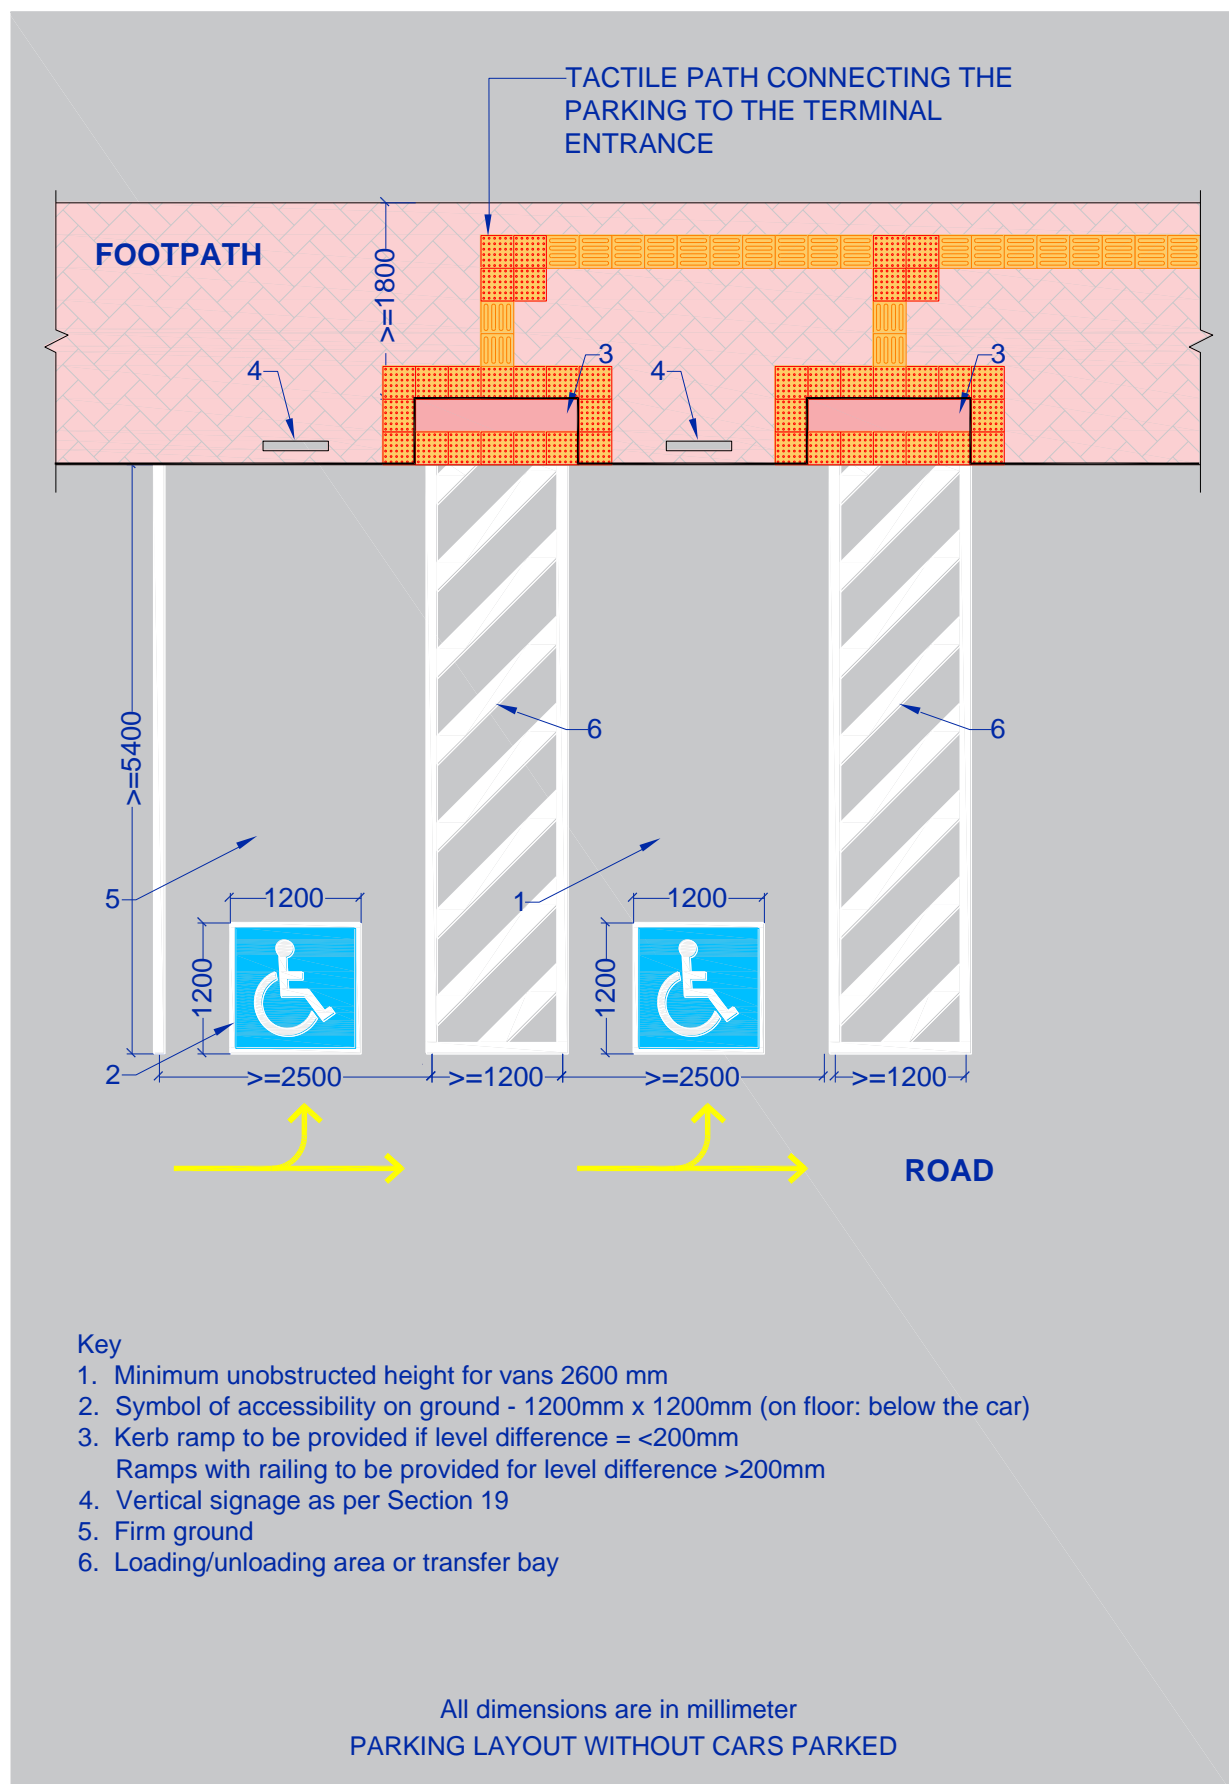 TACTILE PATH CONNECTING THE
PARKING TO THE TERMINAL
ENTRANCE
FOOTPATH
>=1800
3
3
4
4
6
6
>=5400
5
1
1200
1200
1200
1200
2
>=2500
>=1200
>=2500
>=1200
ROAD
Key
1. Minimum unobstructed height for vans 2600 mm
2. Symbol of accessibility on ground - 1200mm x 1200mm (on floor: below the car)
3. Kerb ramp to be provided if level difference = <200mm
Ramps with railing to be provided for level difference >200mm
4. Vertical signage as per Section 19
5. Firm ground
6. Loading/unloading area or transfer bay
All dimensions are in millimeter
PARKING LAYOUT WITHOUT CARS PARKED